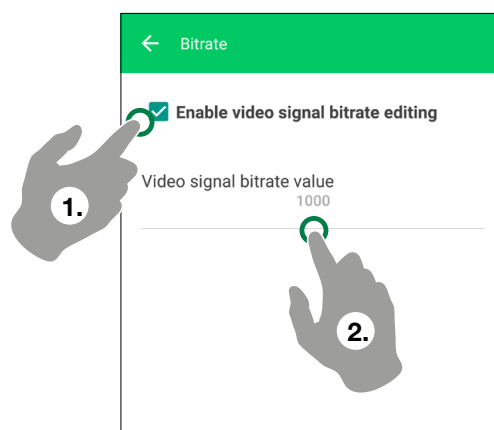 Bitrate
Enable video signal bitrate editing
1.
Video signal bitrate value
1000
2.